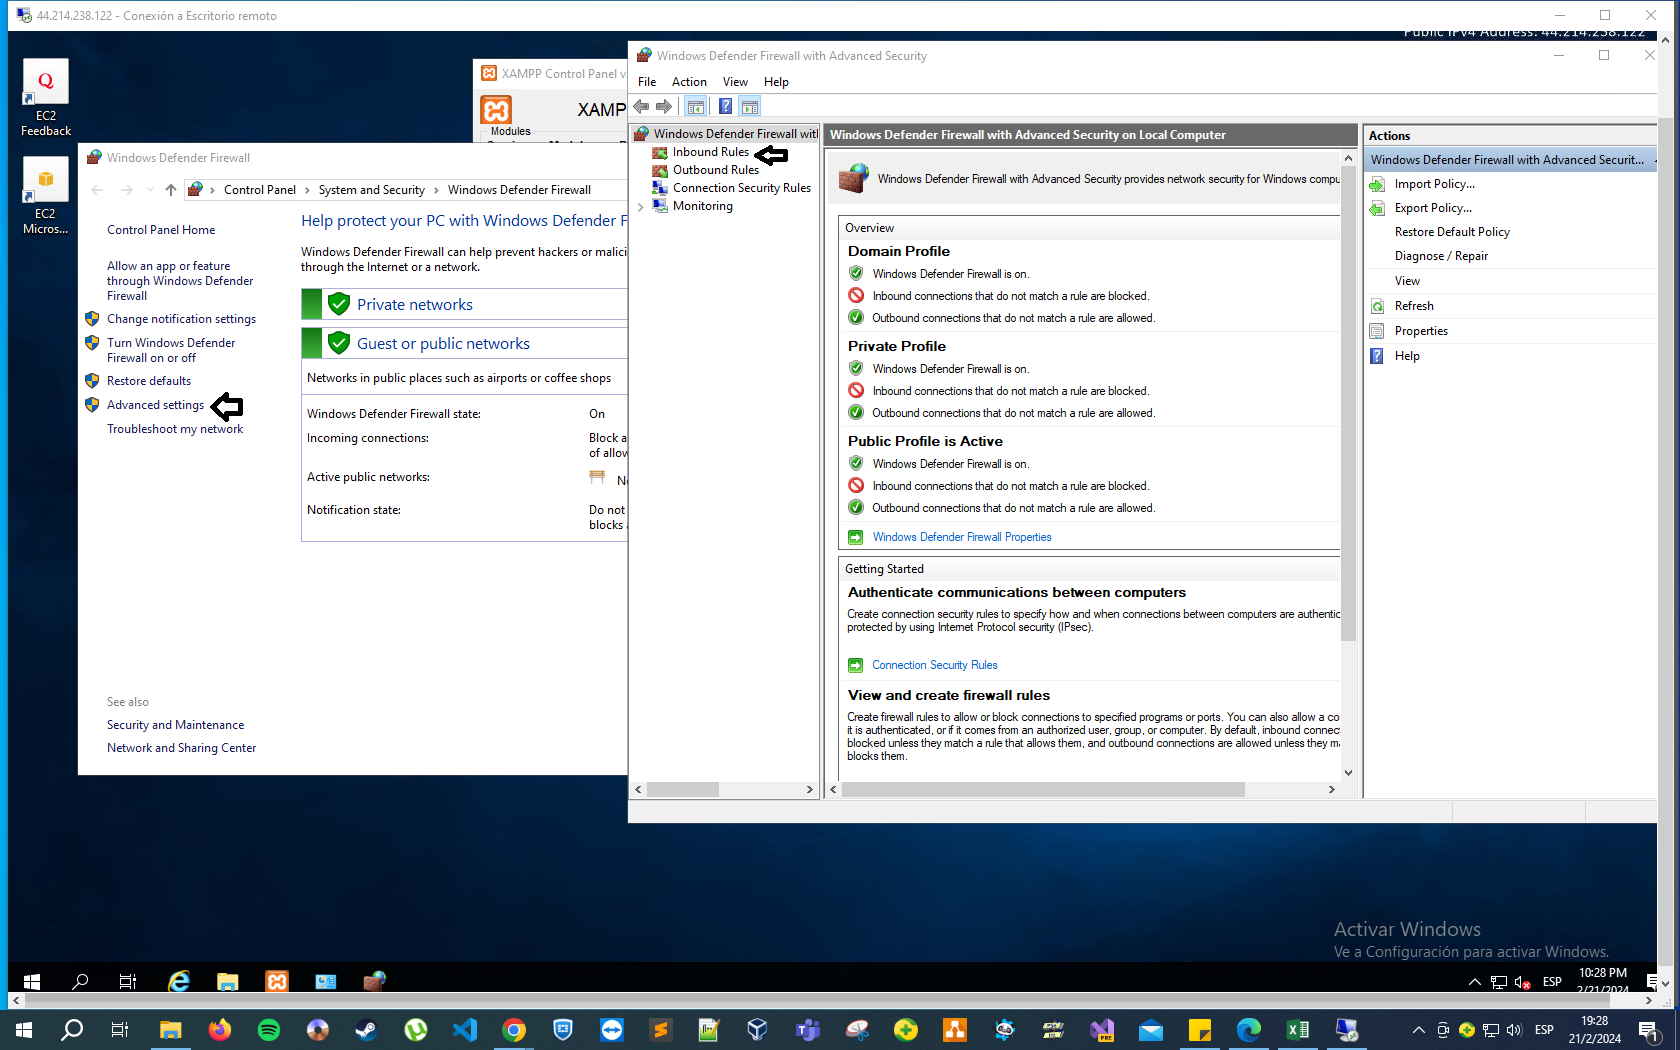 44.214.238.122 - Conexión a Escritorio remoto
Public IPv4 Address: 44.214.238.122
EC2
Feedback
EC2
Micros...
XAMPP Control Panel v
XAMP
Modules
Windows Defender Firewall
Control Panel > System and Security > Windows Defender Firewall
Control Panel Home
Allow an app or feature
through Windows Defender
Firewall
Change notification settings
Turn Windows Defender
Firewall on or off
Restore defaults
Advanced settings
Troubleshoot my network
See also
Security and Maintenance
Network and Sharing Center
Help protect your PC with Windows Defender F
Windows Defender Firewall can help prevent hackers or malici
through the Internet or a network.
Private networks
Guest or public networks
Networks in public places such as airports or coffee shops
Windows Defender Firewall state: On
Incoming connections: Block a
of allow
Active public networks: N
Notification state: Do not
blocks
Windows Defender Firewall with Advanced Security
File Action View Help
Windows Defender Firewall with
Inbound Rules
Outbound Rules
Connection Security Rules
Monitoring
Windows Defender Firewall with Advanced Security on Local Computer
Windows Defender Firewall with Advanced Security provides network security for Windows compu
Overview
Domain Profile
Windows Defender Firewall is on.
Inbound connections that do not match a rule are blocked.
Outbound connections that do not match a rule are allowed.
Private Profile
Windows Defender Firewall is on.
Inbound connections that do not match a rule are blocked.
Outbound connections that do not match a rule are allowed.
Public Profile is Active
Windows Defender Firewall is on.
Inbound connections that do not match a rule are blocked.
Outbound connections that do not match a rule are allowed.
Windows Defender Firewall Properties
Getting Started
Authenticate communications between computers
Create connection security rules to specify how and when connections between computers are authentic
protected by using Internet Protocol security (IPsec).
Connection Security Rules
View and create firewall rules
Create firewall rules to allow or block connections to specified programs or ports. You can also allow a co
it is authenticated, or if it comes from an authorized user, group, or computer. By default, inbound connec
blocked unless they match a rule that allows them, and outbound connections are allowed unless they m
blocks them.
Actions
Windows Defender Firewall with Advanced Securit...
Import Policy...
Export Policy...
Restore Default Policy
Diagnose / Repair
View
Refresh
Properties
Help
Activar Windows
Ve a Configuración para activar Windows.
ESP
10:28 PM
2/21/2024
ESP
19:28
21/2/2024
1